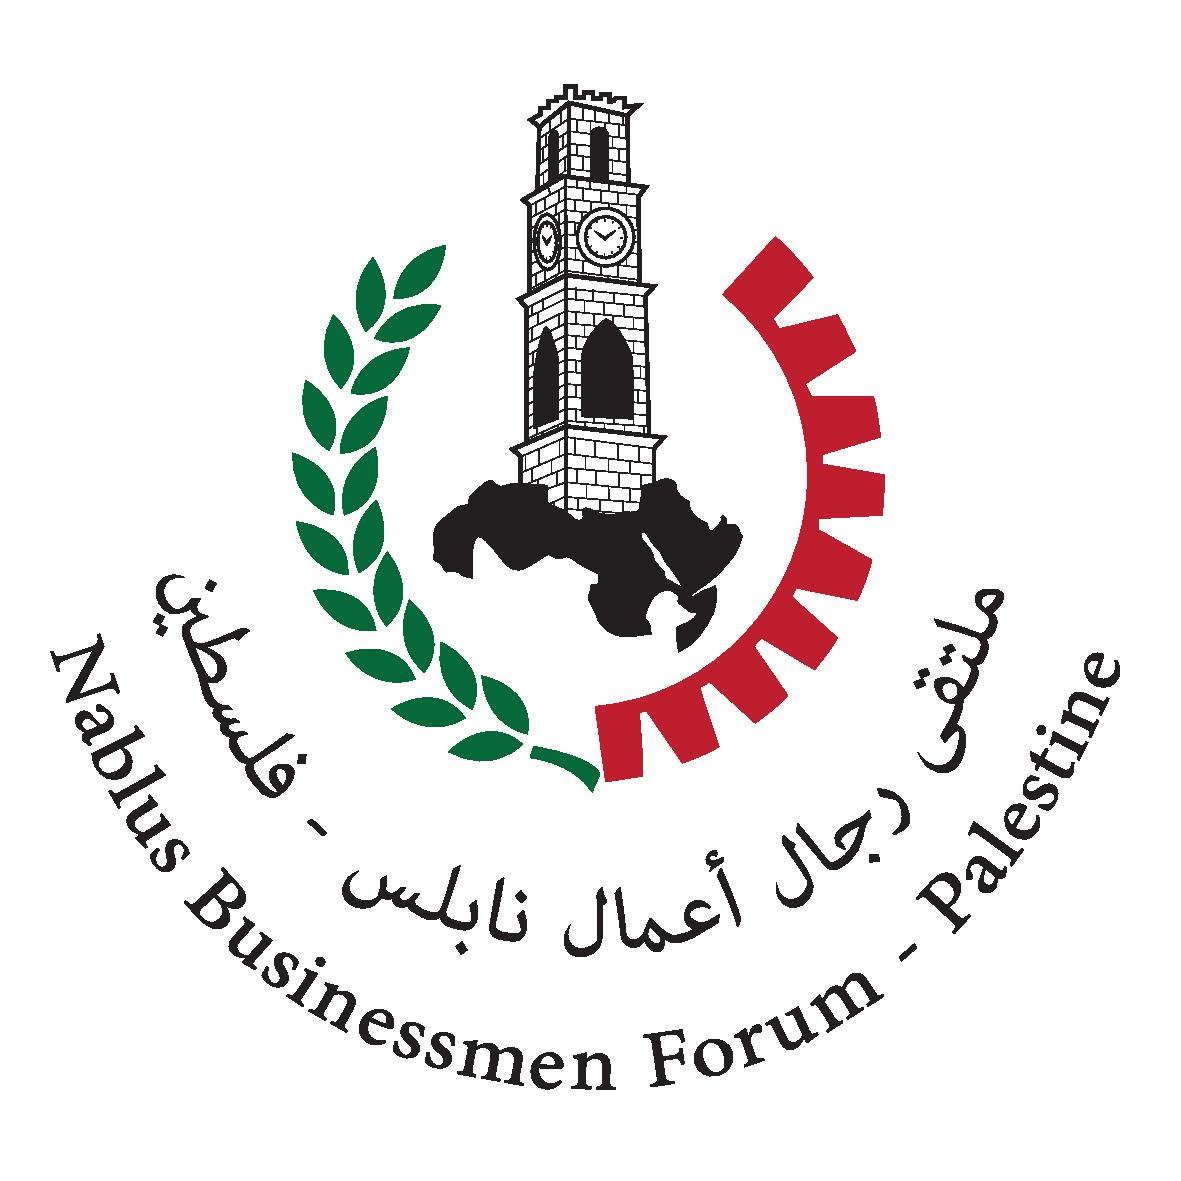 ملتقى رجال أعمال نابلس - فلسطين
Nablus Businessmen Forum - Palestine